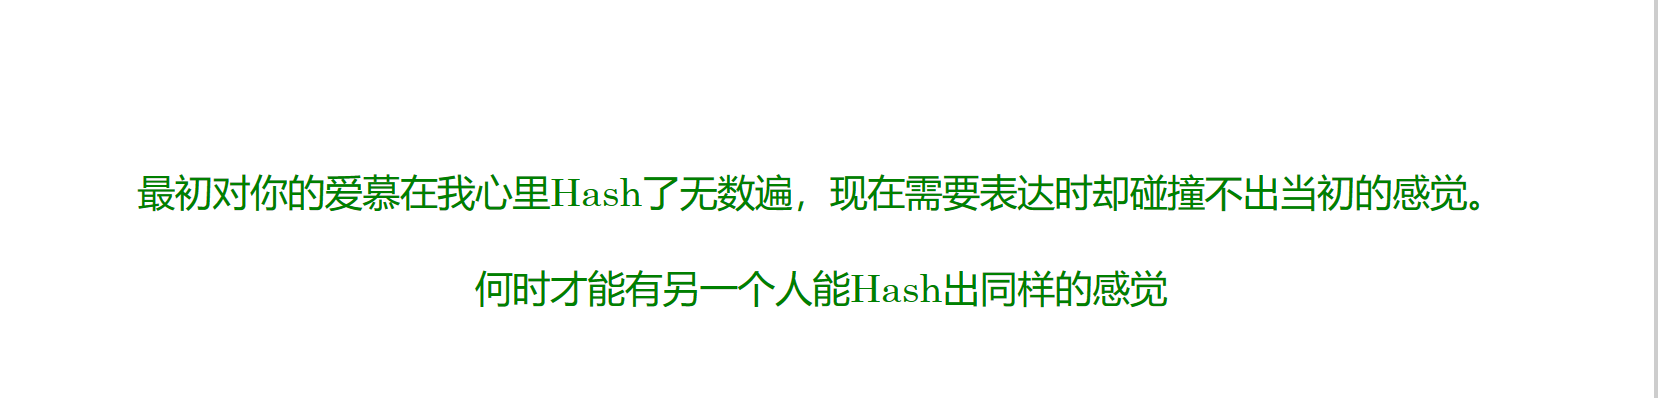 最初对你的爱慕在我心里Hash了无数遍，现在需要表达时却碰撞不出当初的感觉。
何时才能有另一个人能Hash出同样的感觉